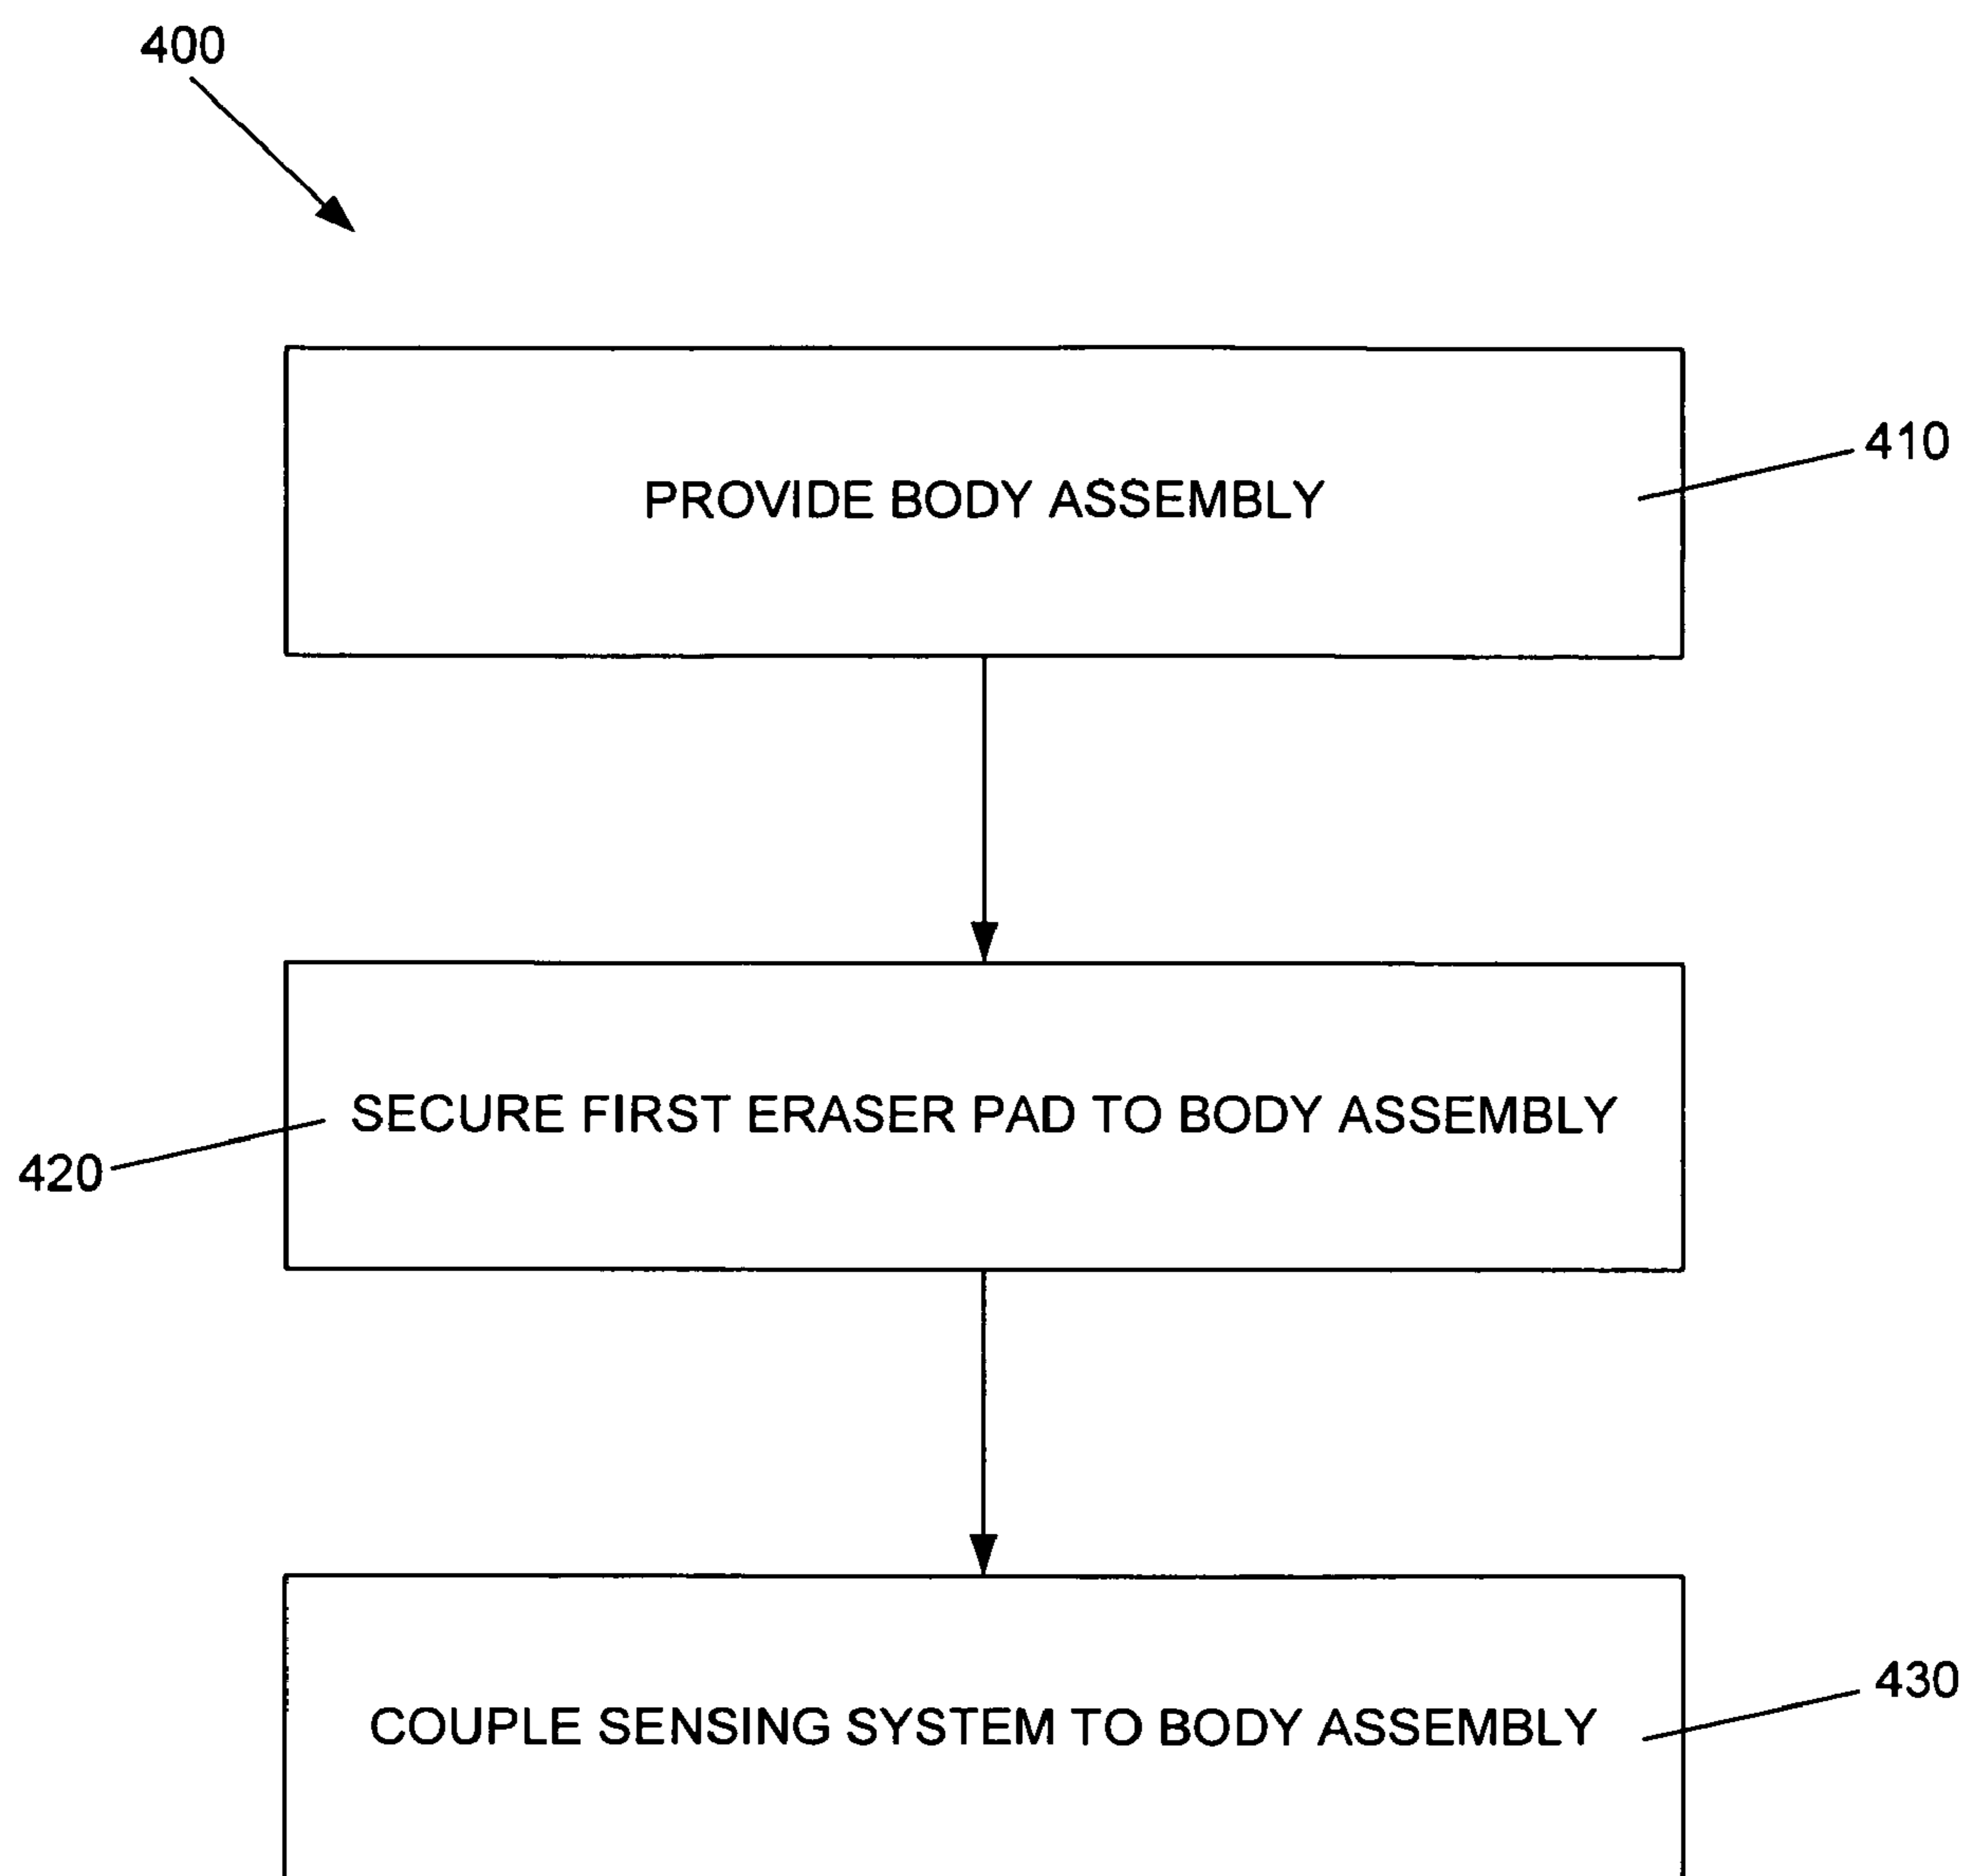 400
PROVIDE BODY ASSEMBLY
410
SECURE FIRST ERASER PAD TO BODY ASSEMBLY
420
COUPLE SENSING SYSTEM TO BODY ASSEMBLY
430